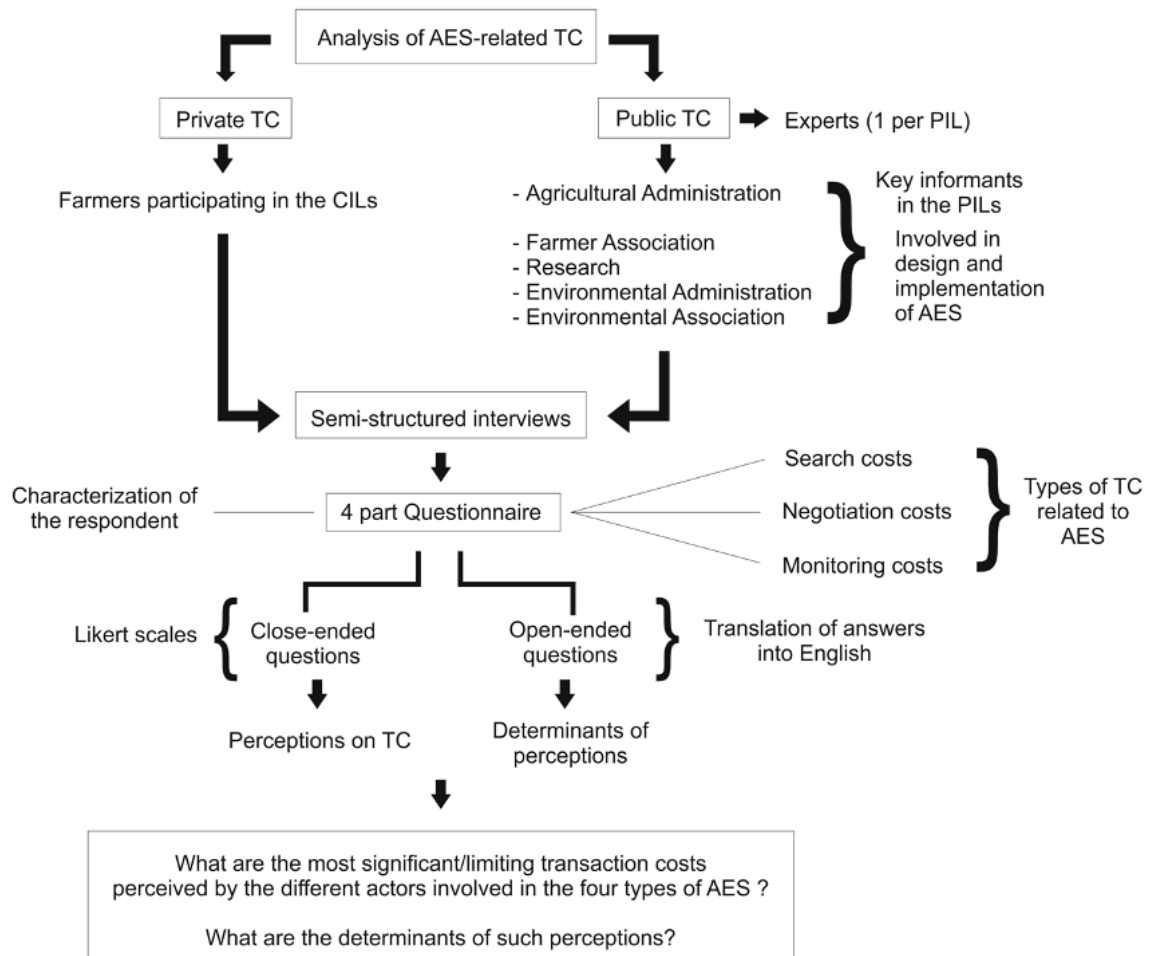 Analysis of AES-related TC
Private TC
Public TC
Experts (1 per PIL)
Farmers participating in the CILs
- Agricultural Administration
- Farmer Association
- Research
- Environmental Administration
- Environmental Association
Key informants
in the PILs
Involved in
design and
implementation
of AES
Semi-structured interviews
Characterization of
the respondent
4 part Questionnaire
Search costs
Negotiation costs
Monitoring costs
Types of TC
related to
AES
Likert scales
Close-ended
questions
Open-ended
questions
Translation of answers
into English
Perceptions on TC
Determinants of
perceptions
What are the most significant/limiting transaction costs
perceived by the different actors involved in the four types of AES ?
What are the determinants of such perceptions?